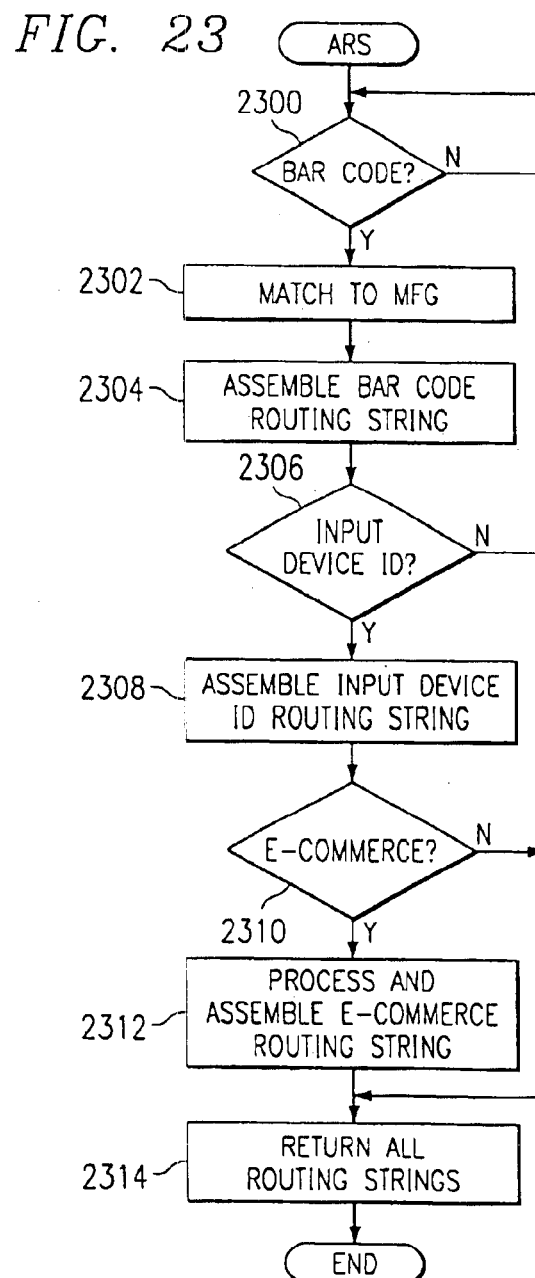 FIG. 23
ARS
2300
BAR CODE?
N
Y
2302
MATCH TO MFG
2304
ASSEMBLE BAR CODE
ROUTING STRING
2306
INPUT
DEVICE ID?
N
Y
2308
ASSEMBLE INPUT DEVICE
ID ROUTING STRING
E-COMMERCE?
N
2310
Y
2312
PROCESS AND
ASSEMBLE E-COMMERCE
ROUTING STRING
2314
RETURN ALL
ROUTING STRINGS
END